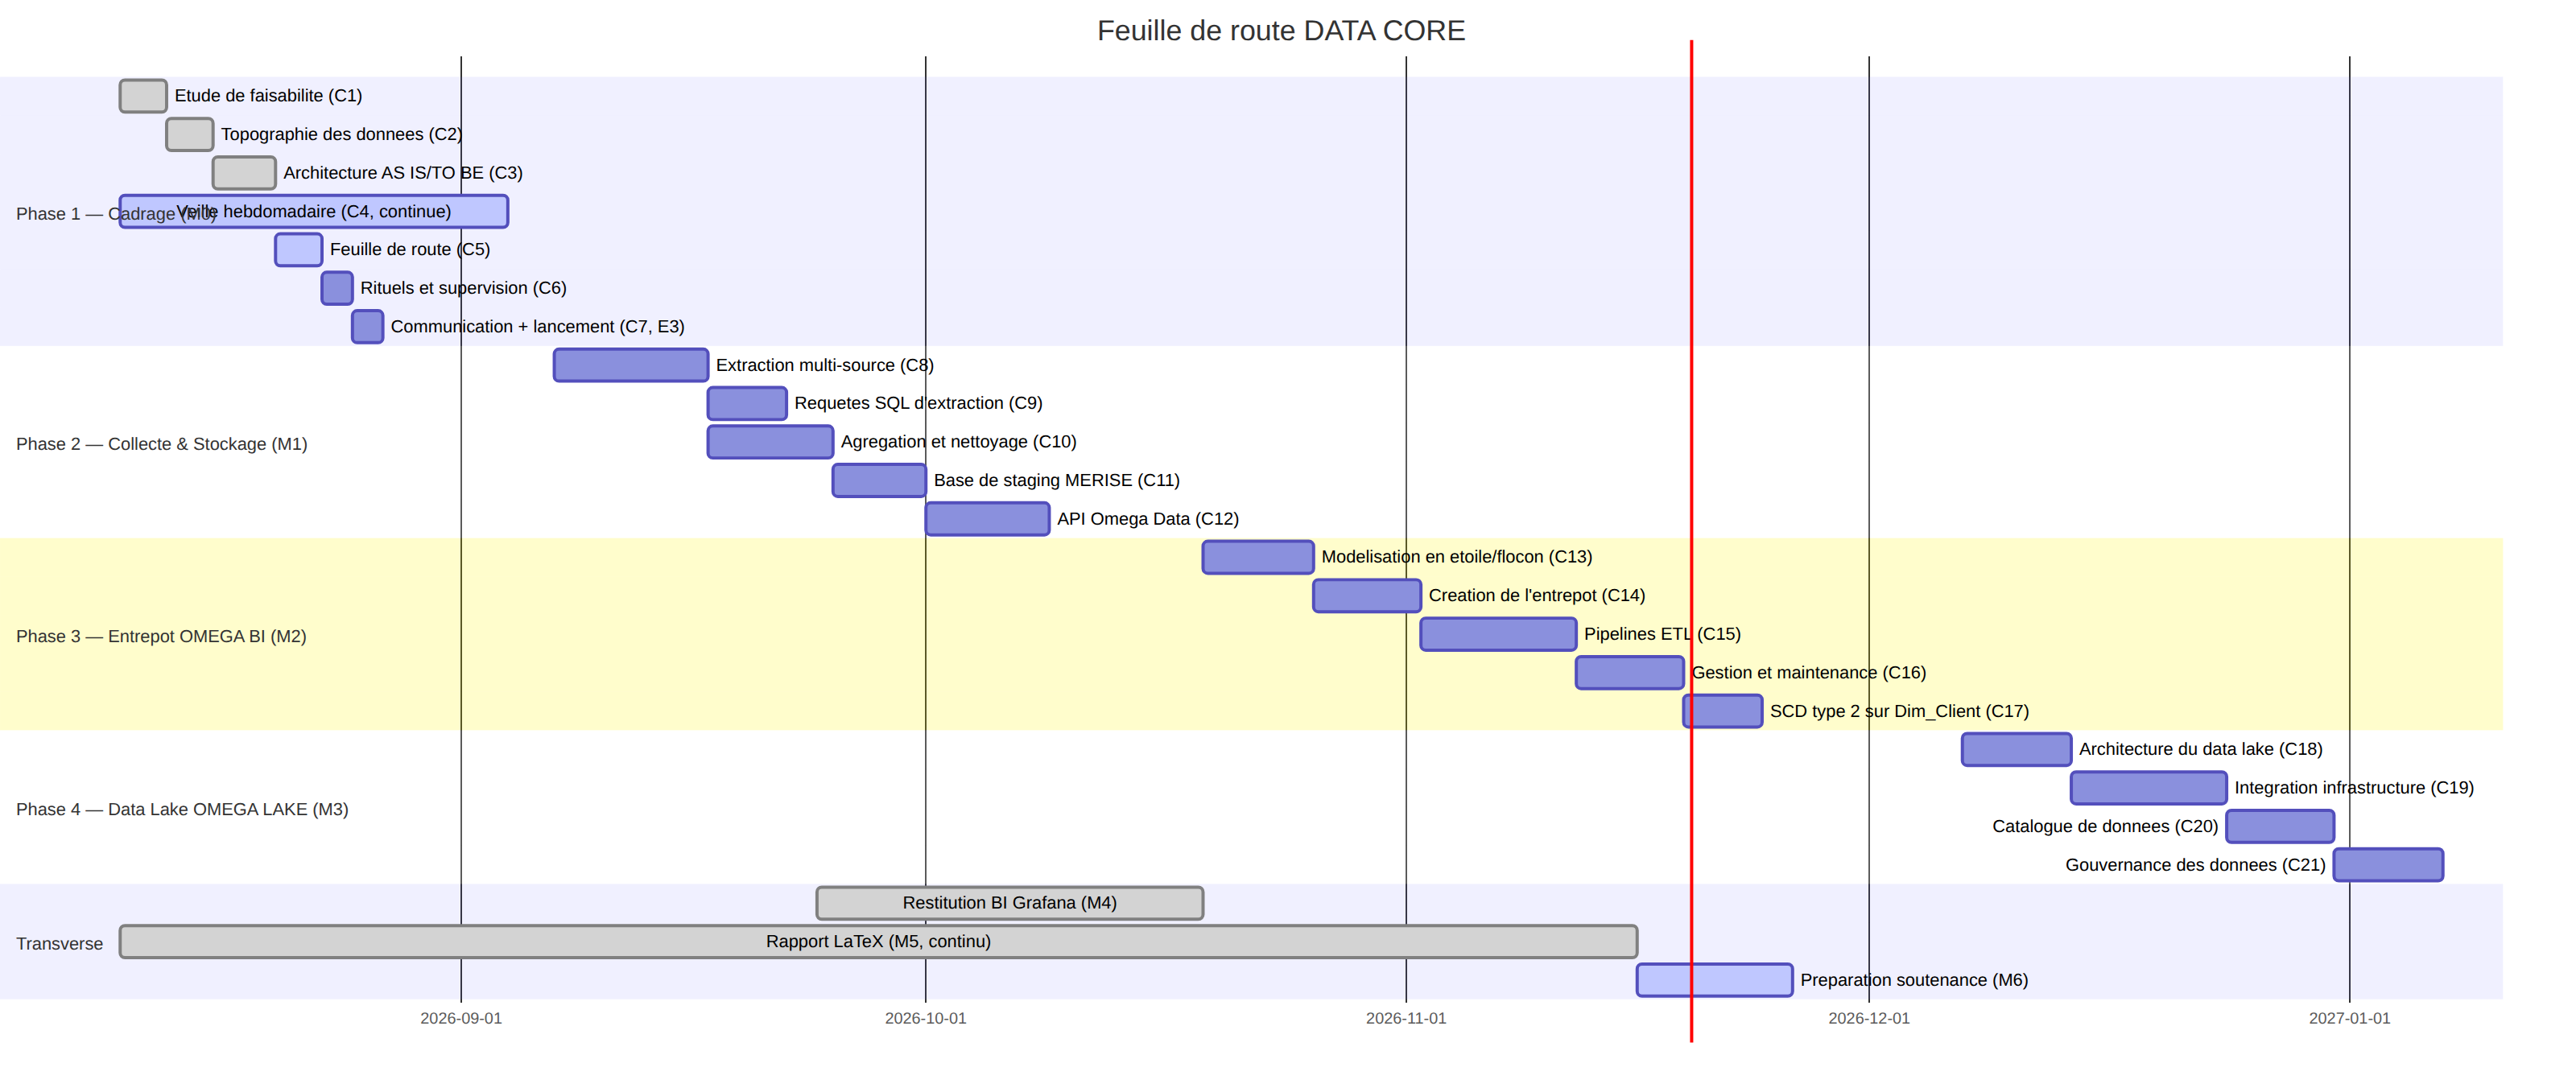 Feuille de route DATA CORE
Etude de faisabilite (C1)
Topographie des donnees (C2)
Architecture AS IS/TO BE (C3)
Phase 1 — Cadrage (M0)
Veille hebdomadaire (C4, continue)
Feuille de route (C5)
Rituels et supervision (C6)
Communication + lancement (C7, E3)
Extraction multi-source (C8)
Requetes SQL d'extraction (C9)
Phase 2 — Collecte & Stockage (M1)
Agregation et nettoyage (C10)
Base de staging MERISE (C11)
API Omega Data (C12)
Modelisation en etoile/flocon (C13)
Creation de l'entrepot (C14)
Phase 3 — Entrepot OMEGA BI (M2)
Pipelines ETL (C15)
Gestion et maintenance (C16)
SCD type 2 sur Dim_Client (C17)
Architecture du data lake (C18)
Integration infrastructure (C19)
Phase 4 — Data Lake OMEGA LAKE (M3)
Catalogue de donnees (C20)
Gouvernance des donnees (C21)
Restitution BI Grafana (M4)
Transverse
Rapport LaTeX (M5, continu)
Preparation soutenance (M6)
2026-09-01
2026-10-01
2026-11-01
2026-12-01
2027-01-01